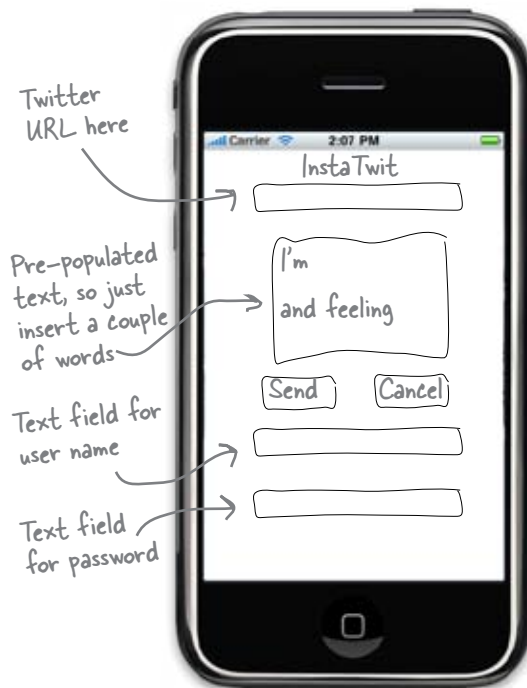 Carrier 2:07 PM
InstaTwit
Twitter
URL here
Pre-populated
text, so just
insert a couple
of words
I'm
and feeling
Send Cancel
Text field for
user name
Text field
for password